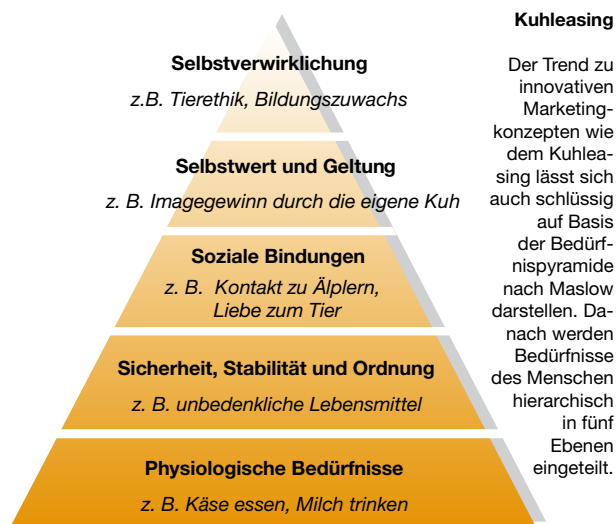 Selbstverwirklichung
z.B. Tierethik, Bildungszuwachs
Selbstwert und Geltung
z. B. Imagegewinn durch die eigene Kuh
Soziale Bindungen
z. B.  Kontakt zu Älplern,
Liebe zum Tier
Sicherheit, Stabilität und Ordnung
z. B. unbedenkliche Lebensmittel
Physiologische Bedürfnisse
z. B. Käse essen, Milch trinken
Kuhleasing
Der Trend zu
innovativen
Marketing-
konzepten wie
dem Kuhlea-
sing lässt sich
auch schlüssig
auf Basis
der Bedürf-
nispyramide
nach Maslow
darstellen. Da-
nach werden
Bedürfnisse
des Menschen
hierarchisch
in fünf
Ebenen
eingeteilt.